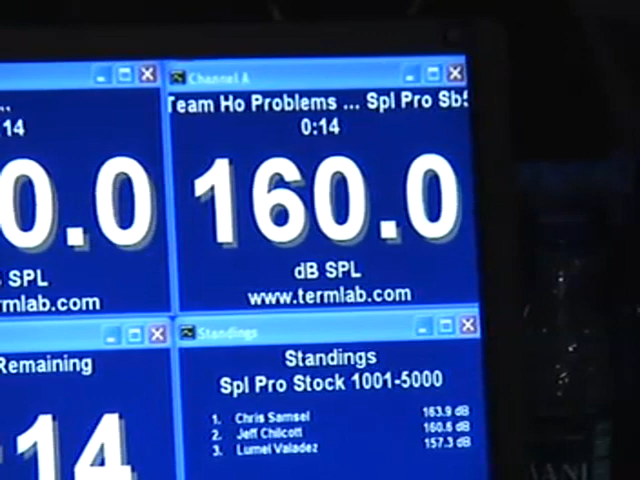 Channel A
..
Team Ho Problems ... Spl Pro Sb5
:14
0:14
0.0
160.0
SPL
dB SPL
rmlab.com
www.termlab.com
Standings
Remaining
Standings
Spl Pro Stock 1001-5000
14
1. Chris Samsel 163.9 dB
2. Jeff Chilcott 160.6 dB
3. Lumel Valadez 157.3 dB